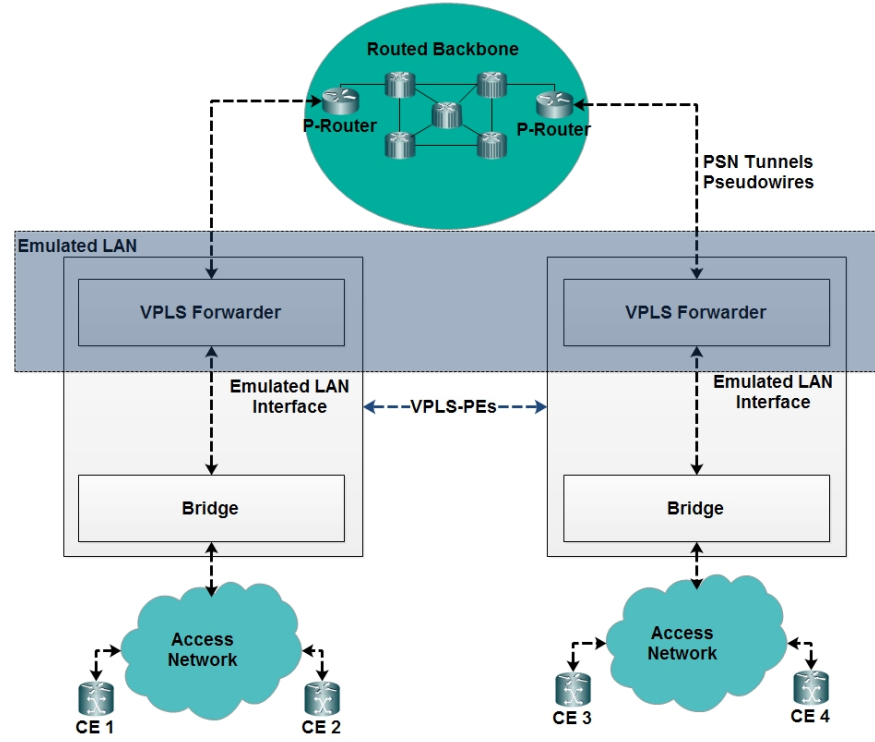 Routed Backbone
P-Router
P-Router
PSN Tunnels
Pseudowires
Emulated LAN
VPLS Forwarder
VPLS Forwarder
Emulated LAN
Interface
Emulated LAN
Interface
VPLS-PEs
Bridge
Bridge
Access
Network
Access
Network
CE 1
CE 2
CE 3
CE 4